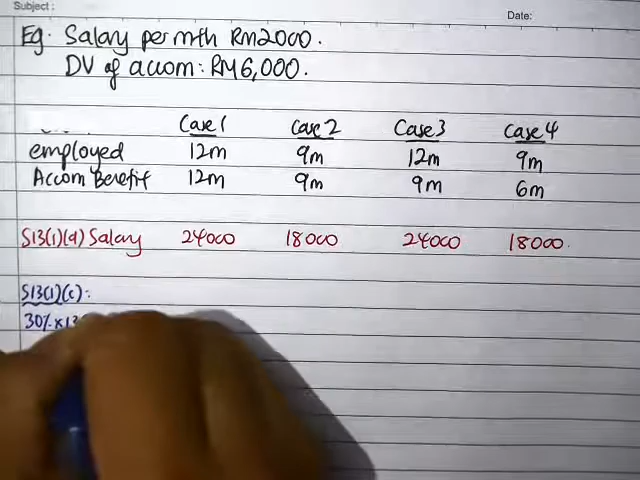 Subject :
Date:
Eg. Salary per mth RM2000.
DV of accom: RM6,000.
Case 1 Case 2 Case 3 Case 4
employed 12m 9m 12m 9m
Accom Benefit 12m 9m 9m 6m
S13(1)(a) Salary 24000 18000 24000 18000.
S13(1)(c):
30% x